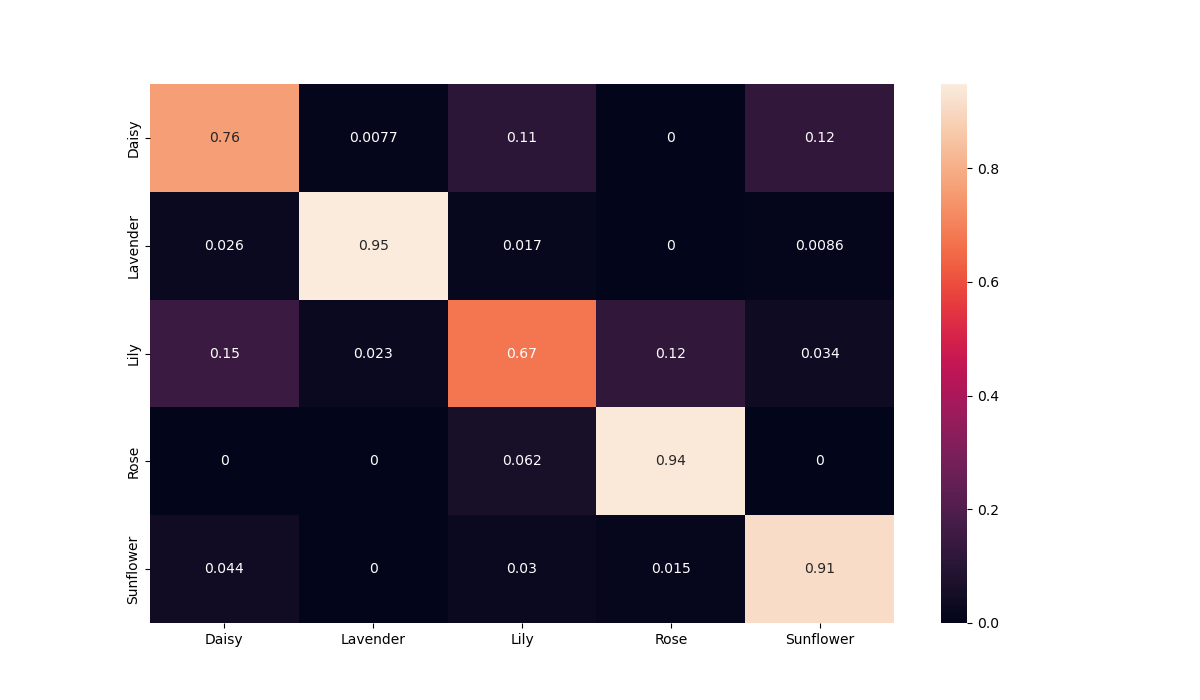 Daisy 0.76 0.0077 0.11 0 0.12
Lavender 0.026 0.95 0.017 0 0.0086
Lily 0.15 0.023 0.67 0.12 0.034
Rose 0 0 0.062 0.94 0
Sunflower 0.044 0 0.03 0.015 0.91
Daisy Lavender Lily Rose Sunflower
0.8
0.6
0.4
0.2
0.0